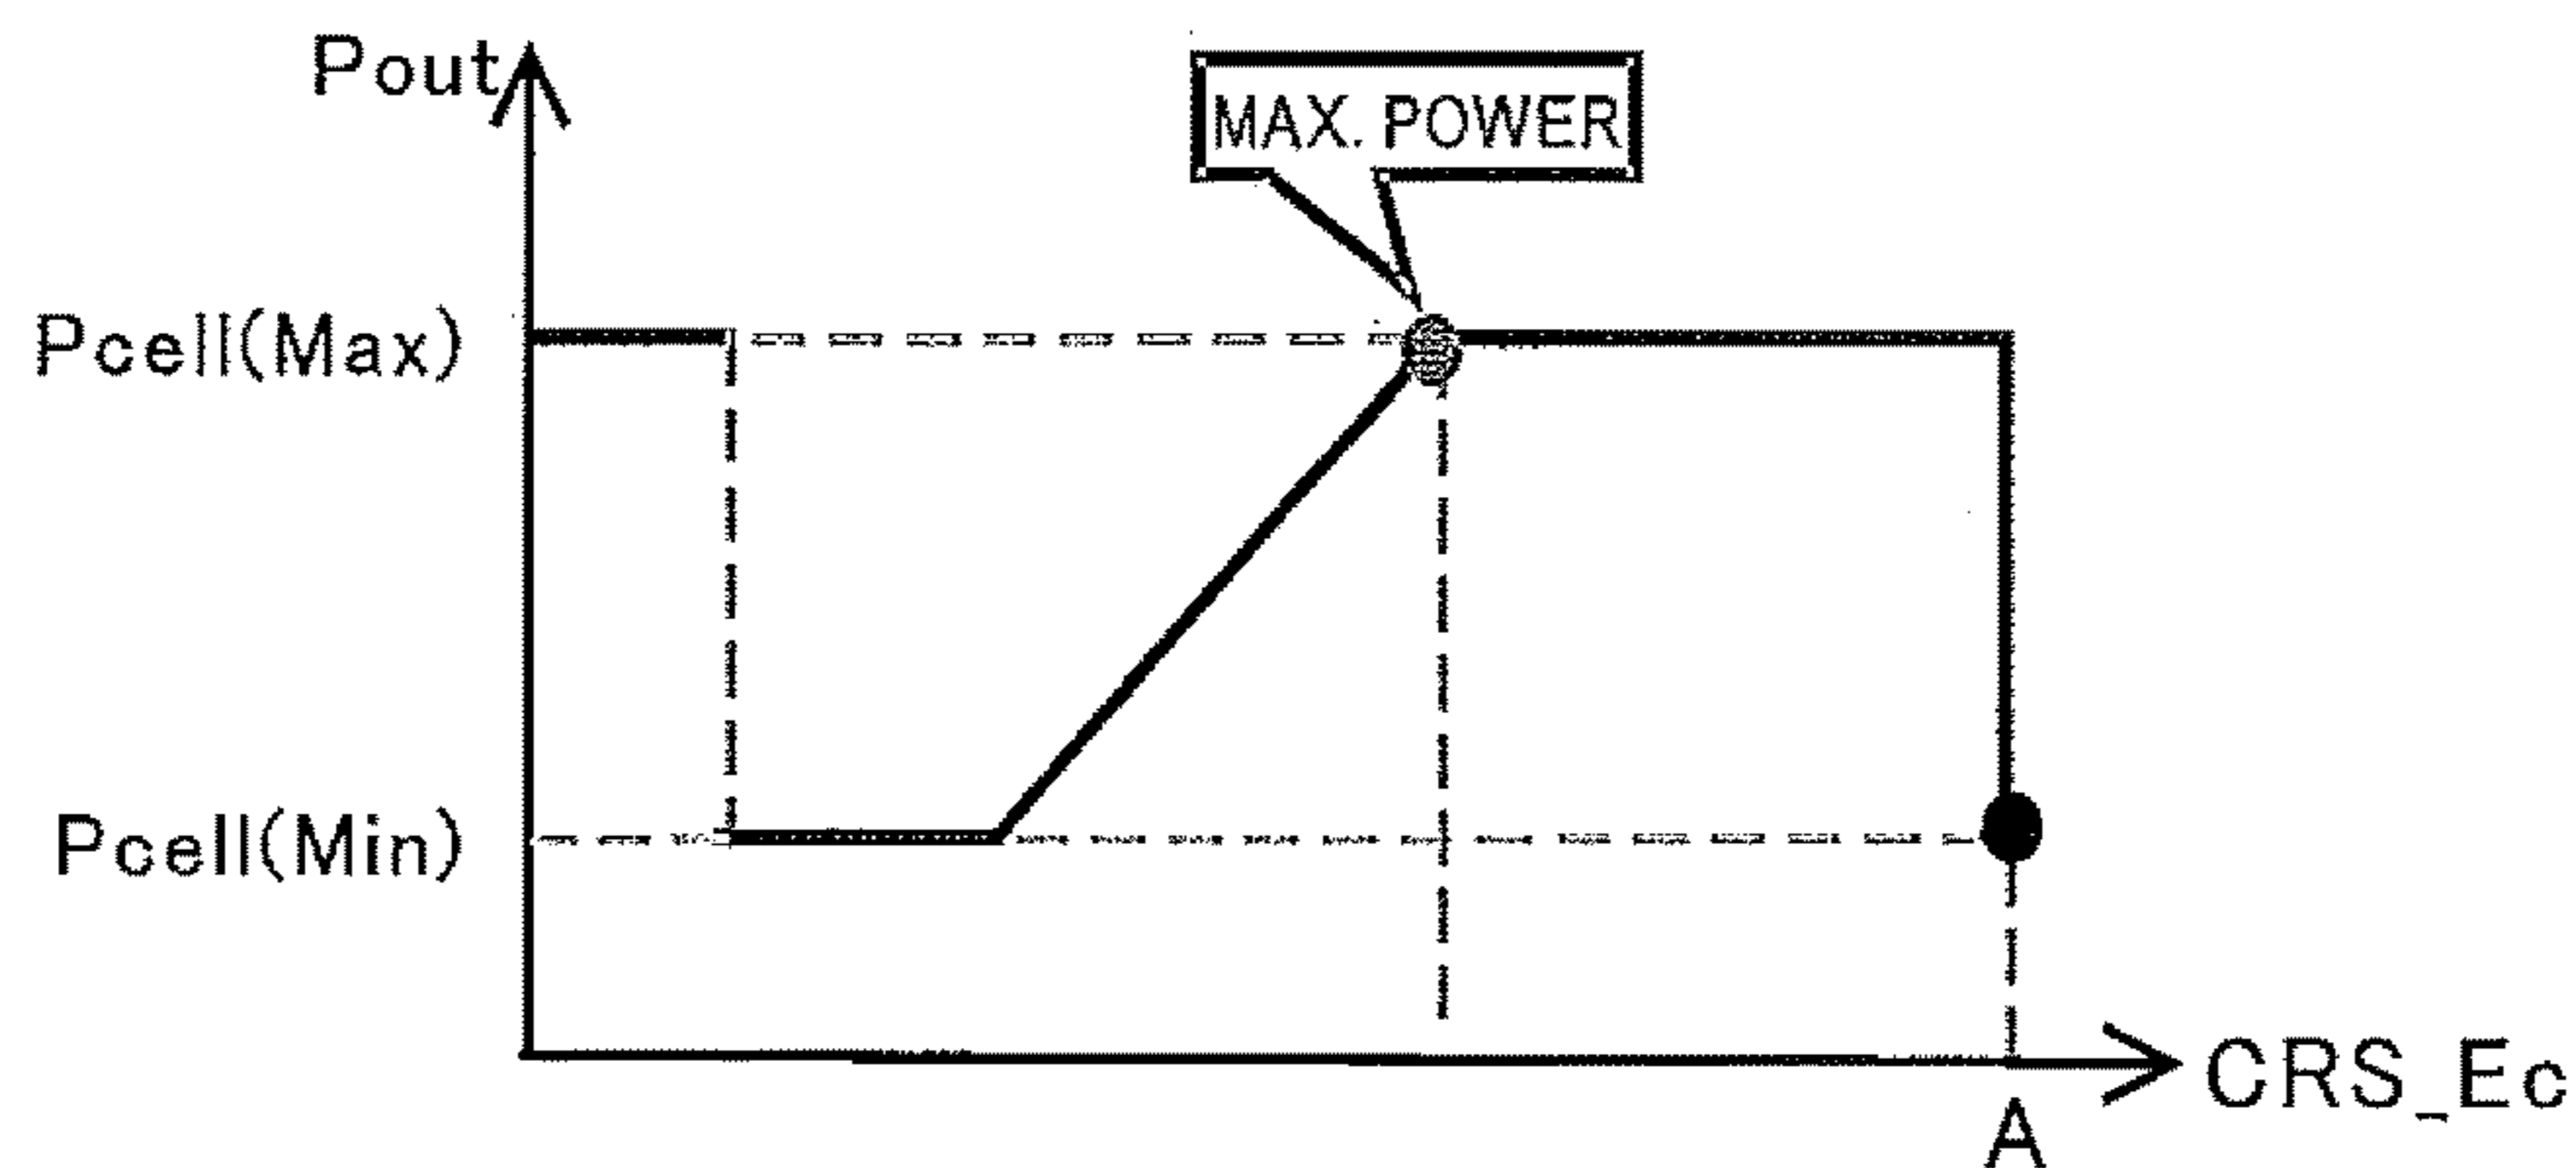 Pout
MAX. POWER
Pcell(Max)
Pcell(Min)
CRS_Ec
A